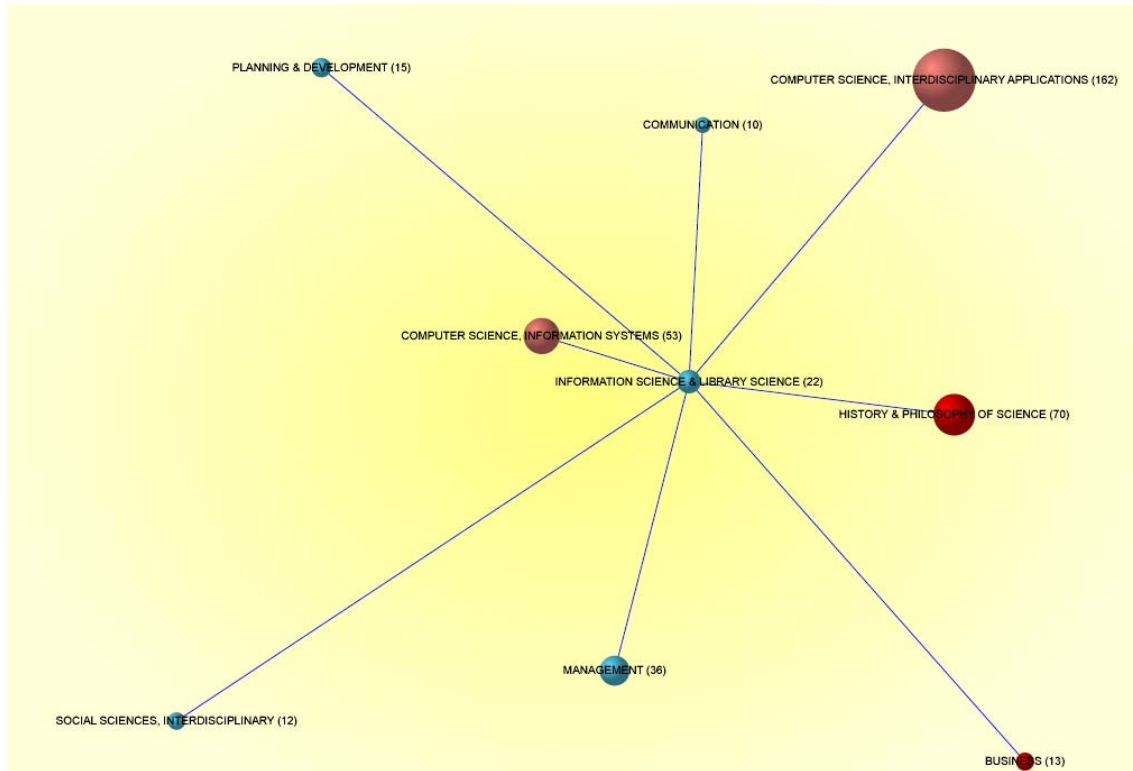 PLANNING & DEVELOPMENT (15)
COMPUTER SCIENCE, INTERDISCIPLINARY APPLICATIONS (162)
COMMUNICATION (10)
COMPUTER SCIENCE, INFORMATION SYSTEMS (53)
INFORMATION SCIENCE & LIBRARY SCIENCE (22)
HISTORY & PHILOSOPHY OF SCIENCE (70)
MANAGEMENT (36)
SOCIAL SCIENCES, INTERDISCIPLINARY (12)
BUSINESS (13)